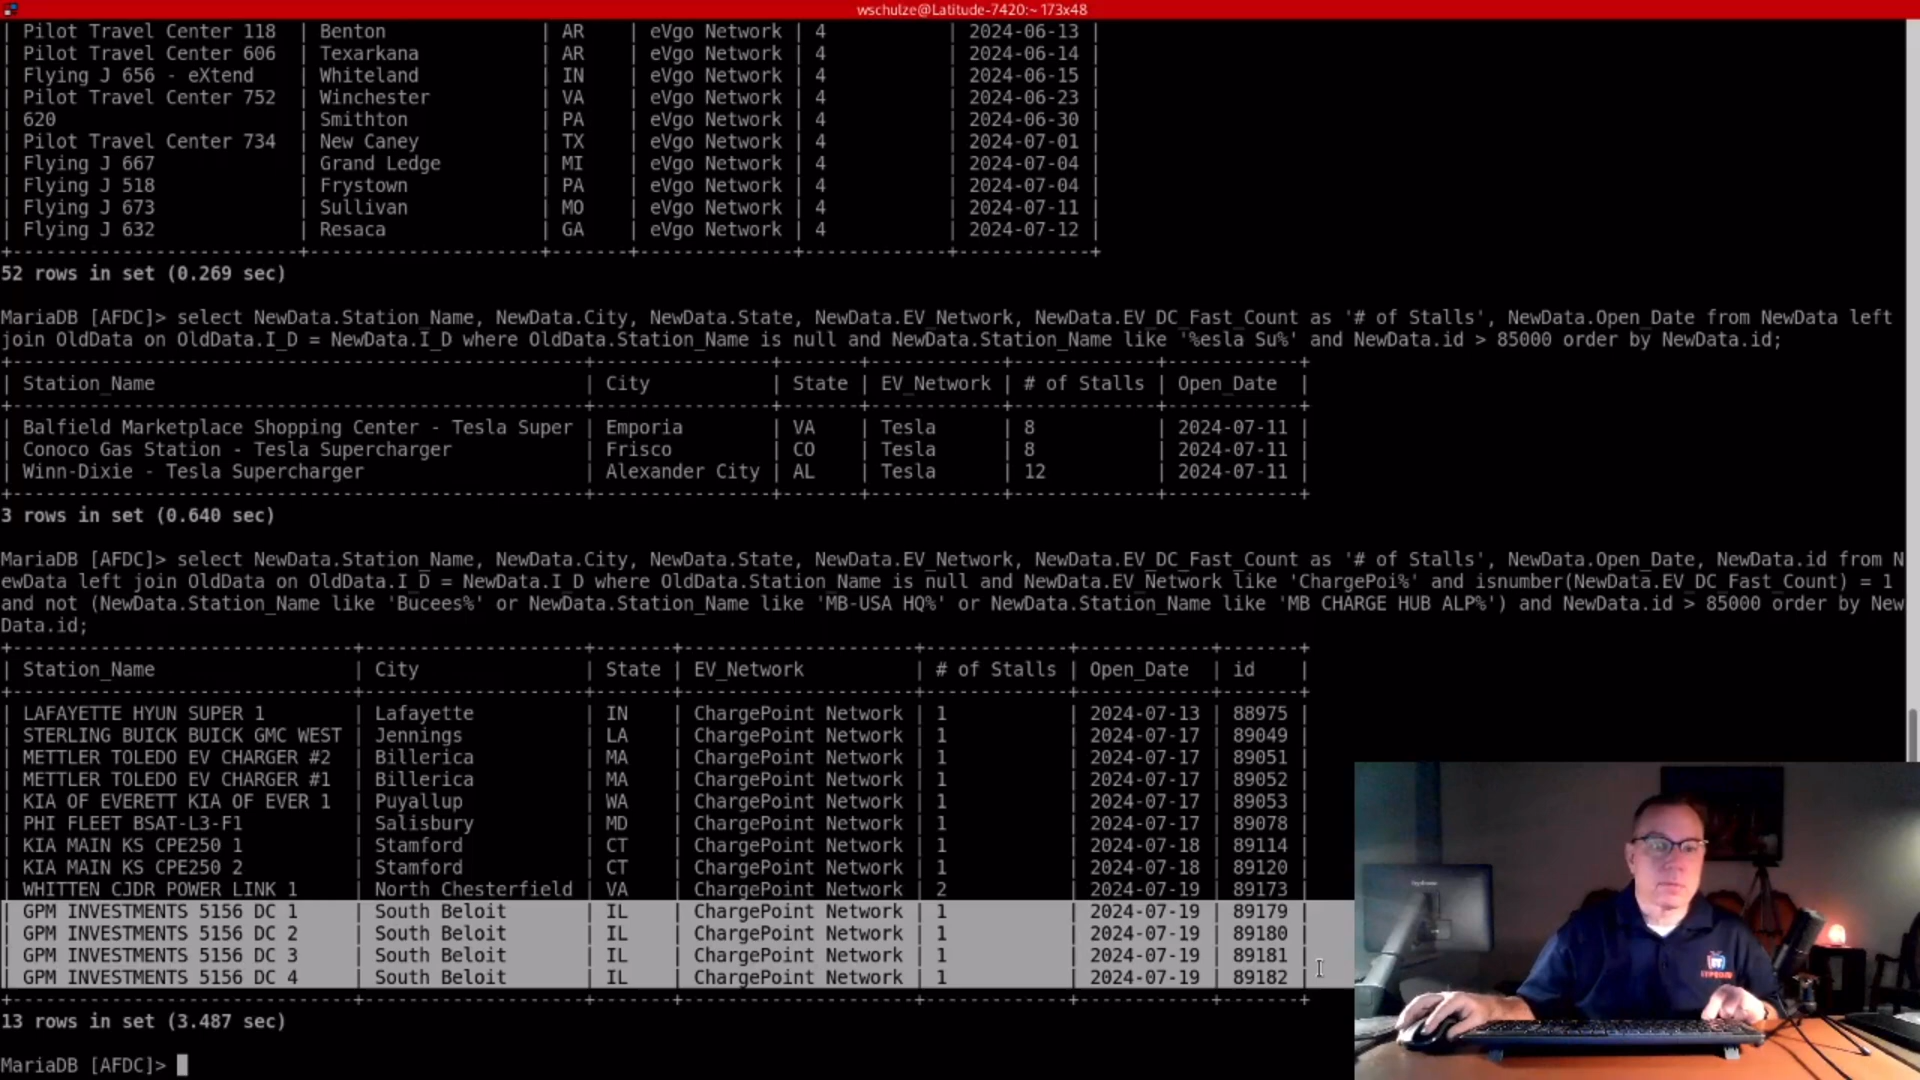 wschulze@Latitude-7420:~ 173x48
| Pilot Travel Center 118 | Benton | AR | eVgo Network | 4 | 2024-06-13 |
| Pilot Travel Center 606 | Texarkana | AR | eVgo Network | 4 | 2024-06-14 |
| Flying J 656 - eXtend | Whiteland | IN | eVgo Network | 4 | 2024-06-15 |
| Pilot Travel Center 752 | Winchester | VA | eVgo Network | 4 | 2024-06-23 |
| 620 | Smithton | PA | eVgo Network | 4 | 2024-06-30 |
| Pilot Travel Center 734 | New Caney | TX | eVgo Network | 4 | 2024-07-01 |
| Flying J 667 | Grand Ledge | MI | eVgo Network | 4 | 2024-07-04 |
| Flying J 518 | Frystown | PA | eVgo Network | 4 | 2024-07-04 |
| Flying J 673 | Sullivan | MO | eVgo Network | 4 | 2024-07-11 |
| Flying J 632 | Resaca | GA | eVgo Network | 4 | 2024-07-12 |
52 rows in set (0.269 sec)
MariaDB [AFDC]> select NewData.Station_Name, NewData.City, NewData.State, NewData.EV_Network, NewData.EV_DC_Fast_Count as '# of Stalls', NewData.Open_Date from NewData left
join OldData on OldData.I_D = NewData.I_D where OldData.Station_Name is null and NewData.Station_Name like '%esla Su%' and NewData.id > 85000 order by NewData.id;
| Station_Name | City | State | EV_Network | # of Stalls | Open_Date |
| Balfield Marketplace Shopping Center - Tesla Super | Emporia | VA | Tesla | 8 | 2024-07-11 |
| Conoco Gas Station - Tesla Supercharger | Frisco | CO | Tesla | 8 | 2024-07-11 |
| Winn-Dixie - Tesla Supercharger | Alexander City | AL | Tesla | 12 | 2024-07-11 |
3 rows in set (0.640 sec)
MariaDB [AFDC]> select NewData.Station_Name, NewData.City, NewData.State, NewData.EV_Network, NewData.EV_DC_Fast_Count as '# of Stalls', NewData.Open_Date, NewData.id from N
ewData left join OldData on OldData.I_D = NewData.I_D where OldData.Station_Name is null and NewData.EV_Network like 'ChargePoi%' and isnumber(NewData.EV_DC_Fast_Count) = 1
and not (NewData.Station_Name like 'Bucees%' or NewData.Station_Name like 'MB-USA HQ%' or NewData.Station_Name like 'MB CHARGE HUB ALP%') and NewData.id > 85000 order by New
Data.id;
| Station_Name | City | State | EV_Network | # of Stalls | Open_Date | id |
| LAFAYETTE HYUN SUPER 1 | Lafayette | IN | ChargePoint Network | 1 | 2024-07-13 | 88975 |
| STERLING BUICK BUICK GMC WEST | Jennings | LA | ChargePoint Network | 1 | 2024-07-17 | 89049 |
| METTLER TOLEDO EV CHARGER #2 | Billerica | MA | ChargePoint Network | 1 | 2024-07-17 | 89051 |
| METTLER TOLEDO EV CHARGER #1 | Billerica | MA | ChargePoint Network | 1 | 2024-07-17 | 89052 |
| KIA OF EVERETT KIA OF EVER 1 | Puyallup | WA | ChargePoint Network | 1 | 2024-07-17 | 89053 |
| PHI FLEET BSAT-L3-F1 | Salisbury | MD | ChargePoint Network | 1 | 2024-07-17 | 89078 |
| KIA MAIN KS CPE250 1 | Stamford | CT | ChargePoint Network | 1 | 2024-07-18 | 89114 |
| KIA MAIN KS CPE250 2 | Stamford | CT | ChargePoint Network | 1 | 2024-07-18 | 89120 |
| WHITTEN CJDR POWER LINK 1 | North Chesterfield | VA | ChargePoint Network | 2 | 2024-07-19 | 89173 |
| GPM INVESTMENTS 5156 DC 1 | South Beloit | IL | ChargePoint Network | 1 | 2024-07-19 | 89179 |
| GPM INVESTMENTS 5156 DC 2 | South Beloit | IL | ChargePoint Network | 1 | 2024-07-19 | 89180 |
| GPM INVESTMENTS 5156 DC 3 | South Beloit | IL | ChargePoint Network | 1 | 2024-07-19 | 89181 |
| GPM INVESTMENTS 5156 DC 4 | South Beloit | IL | ChargePoint Network | 1 | 2024-07-19 | 89182 |
13 rows in set (3.487 sec)
MariaDB [AFDC]>